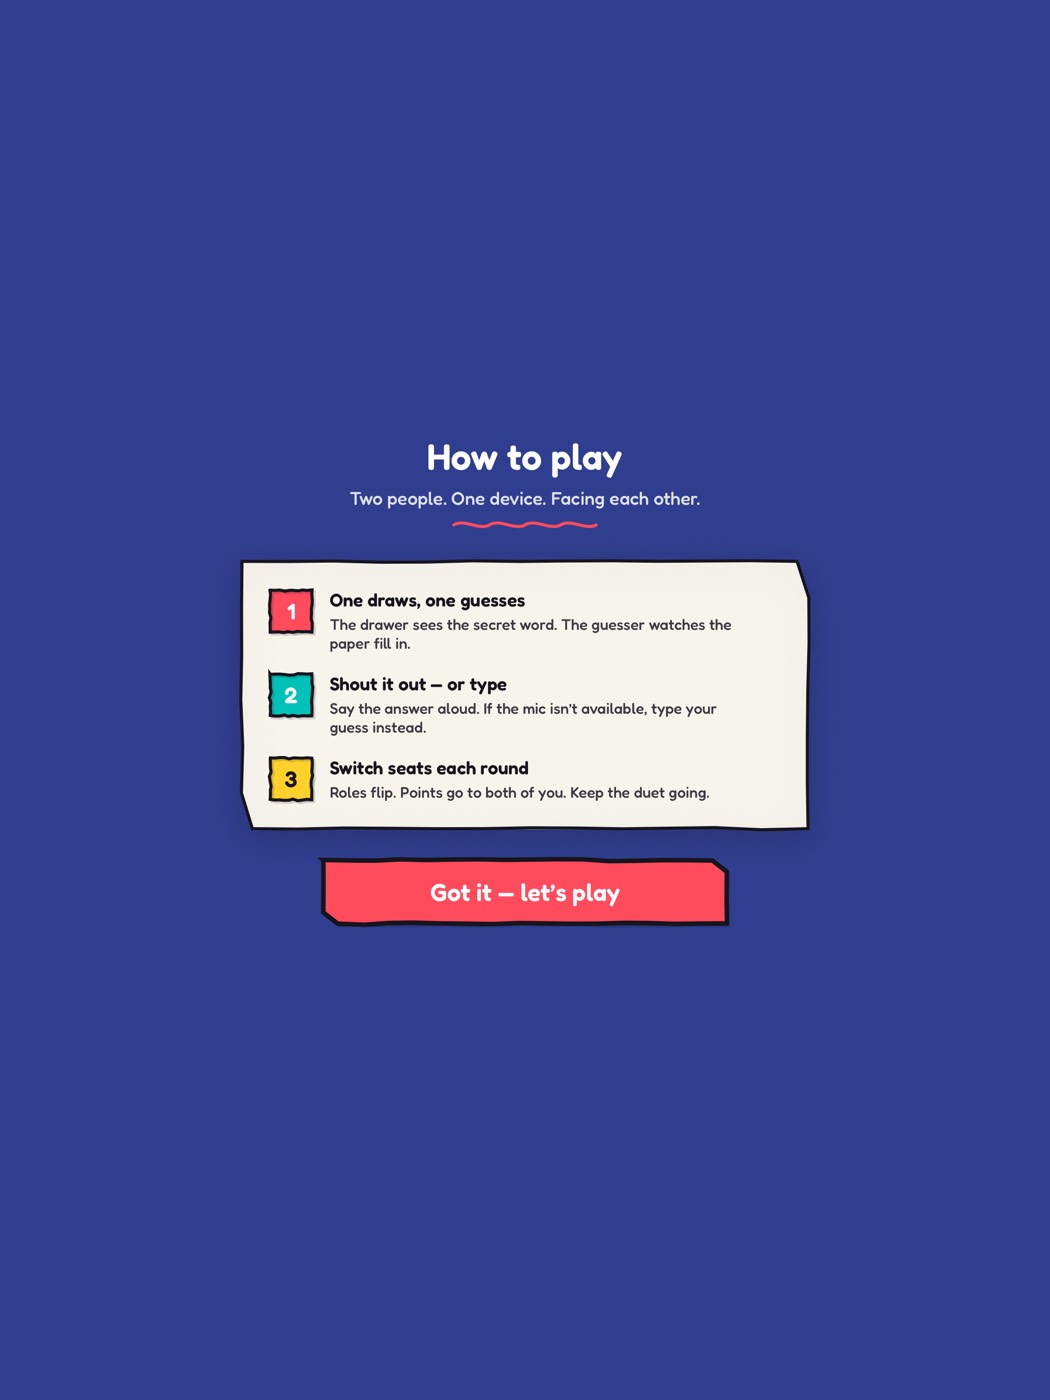 How to play
Two people. One device. Facing each other.
1
One draws, one guesses
The drawer sees the secret word. The guesser watches the
paper fill in.
2
Shout it out — or type
Say the answer aloud. If the mic isn’t available, type your
guess instead.
3
Switch seats each round
Roles flip. Points go to both of you. Keep the duet going.
Got it — let’s play